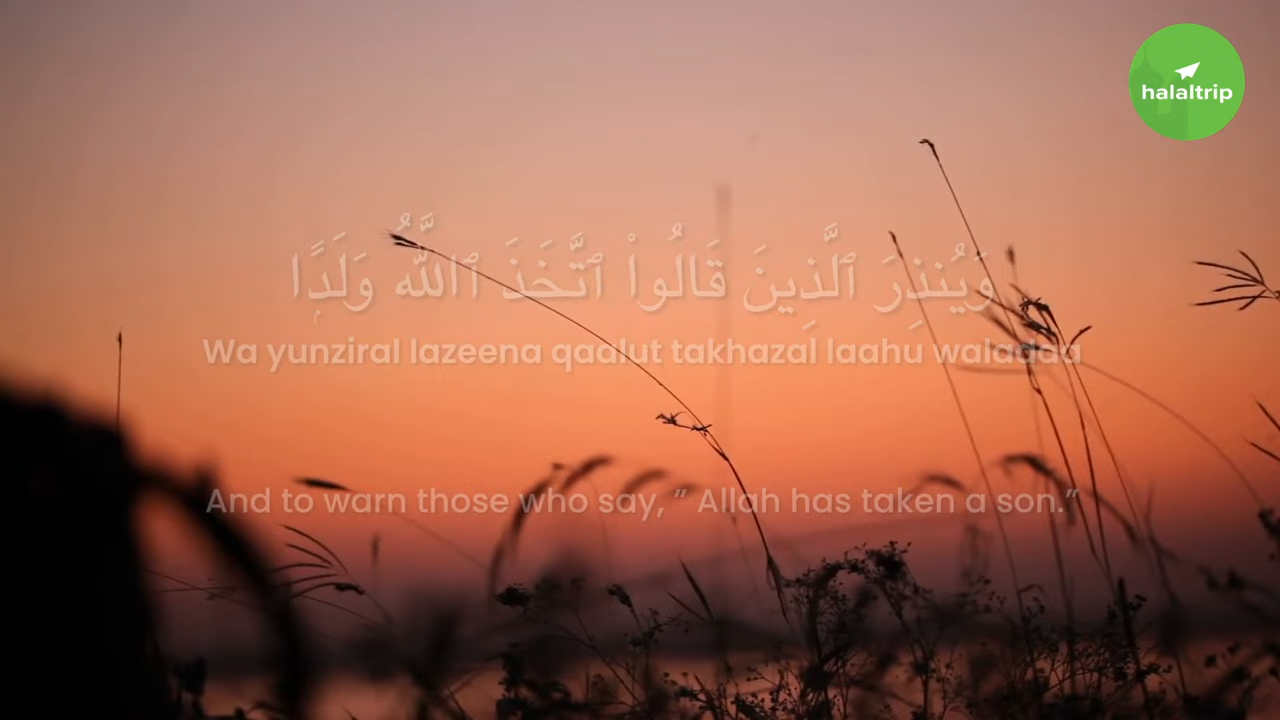 halaltrip
وَيُنذِرَ ٱلَّذِينَ قَالُوا۟ ٱتَّخَذَ ٱللَّهُ وَلَدًۭا
Wa yunziral lazeena qaalut takhazal laahu waladaa
And to warn those who say,” Allah has taken a son.”